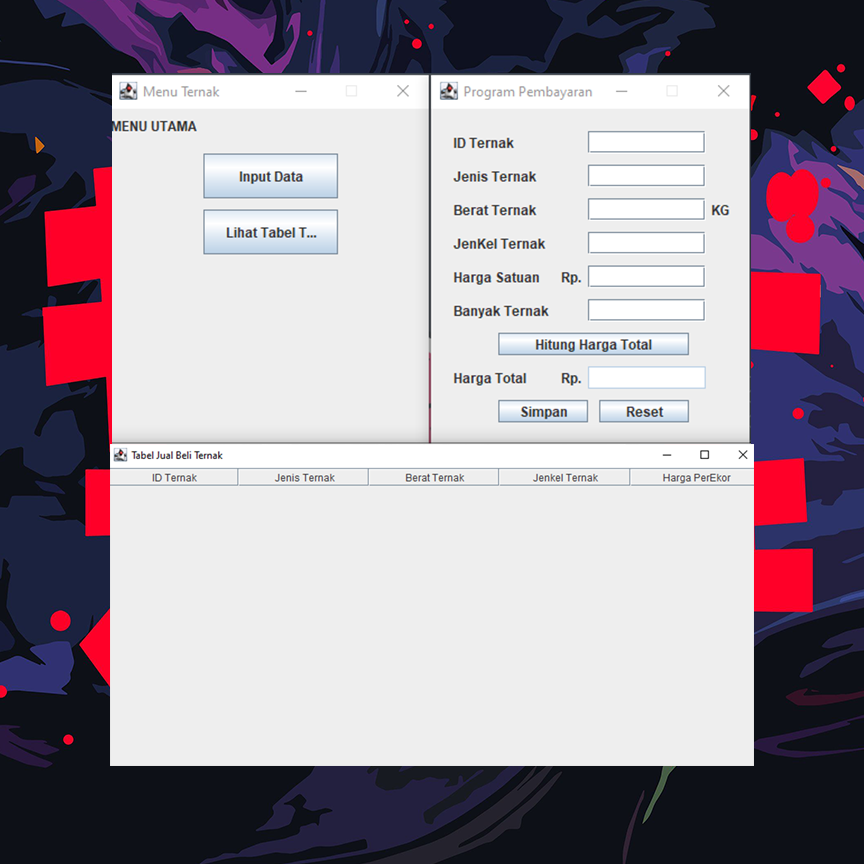 Menu Ternak
MENU UTAMA
Input Data
Lihat Tabel T...
Program Pembayaran
ID Ternak
Jenis Ternak
Berat Ternak KG
JenKel Ternak
Harga Satuan Rp.
Banyak Ternak
Hitung Harga Total
Harga Total Rp.
Simpan Reset
Tabel Jual Beli Ternak
ID Ternak Jenis Ternak Berat Ternak Jenkel Ternak Harga PerEkor